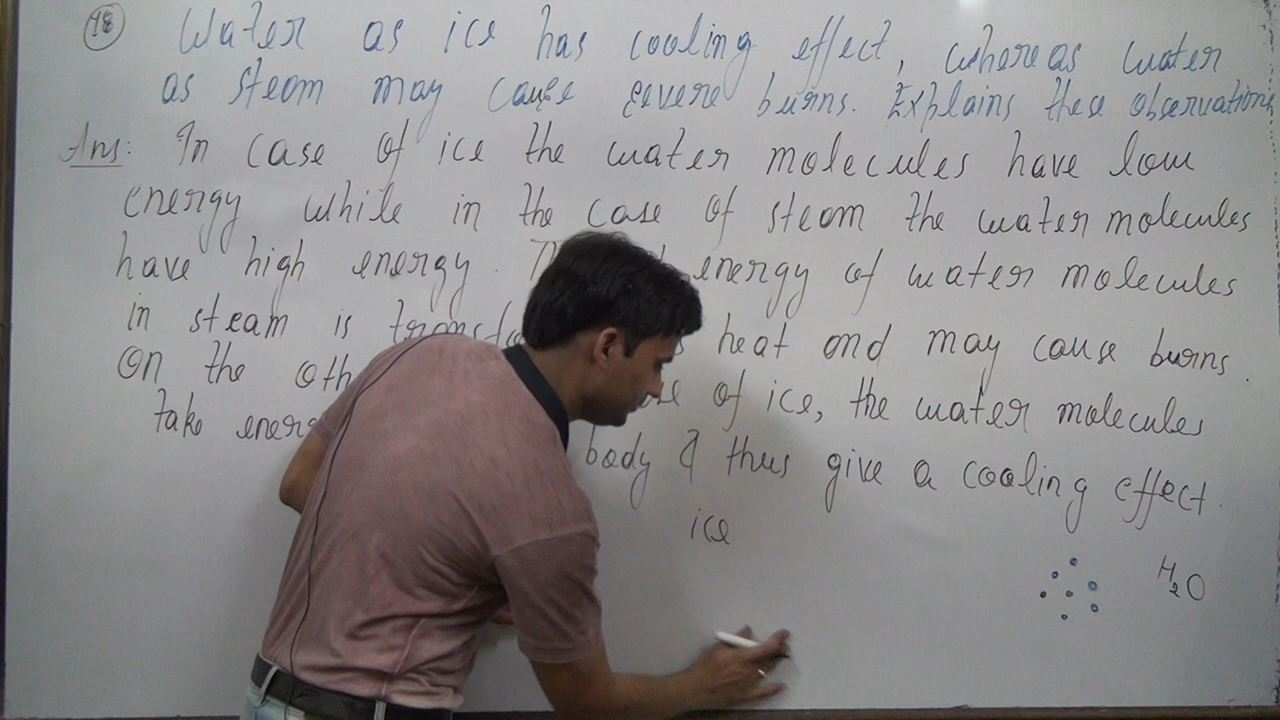 18 Water as ice has cooling effect, whereas water
as steam may cause severe burns. Explains these observations
Ans: In case of ice the water molecules have low
energy while in the case of steam the water molecules
have high energy. energy of water molecules
in steam is heat and may cause burns.
On the of ice, the water molecules
take body & thus give a cooling effect.
ice
H2O